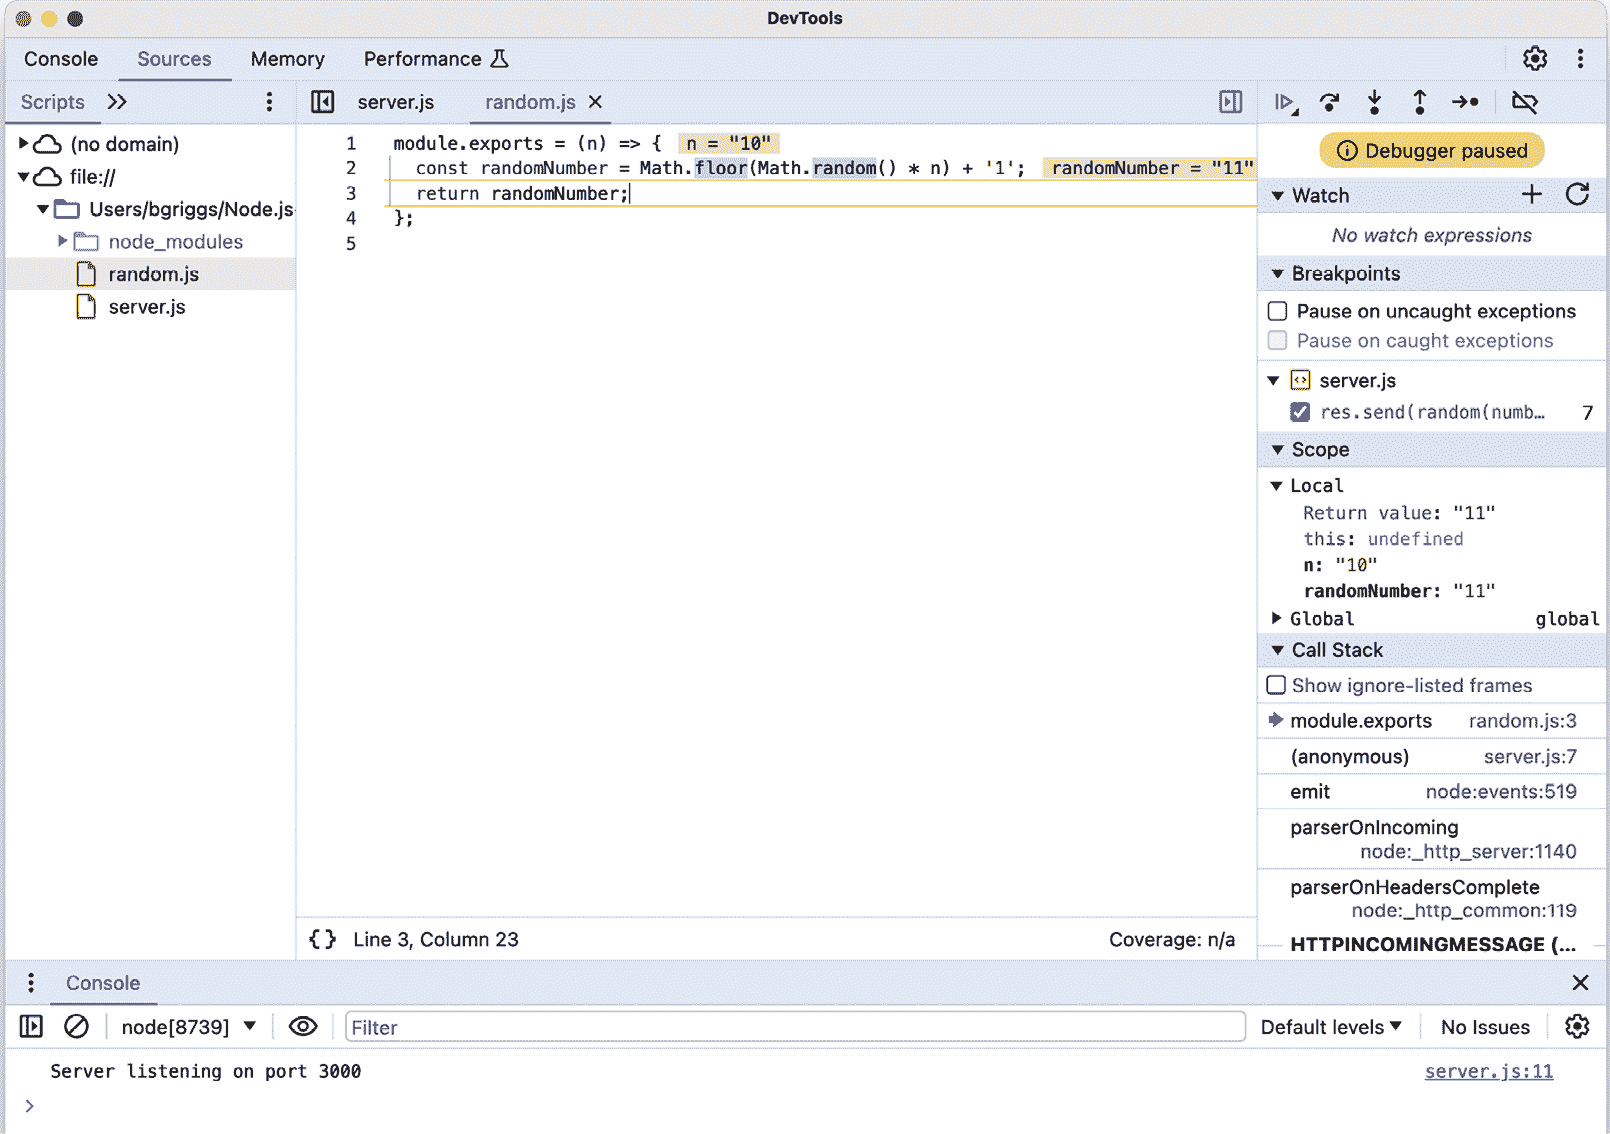 DevTools
Console Sources Memory Performance
Scripts
server.js random.js
(no domain)
file://
Users/bgriggs/Node.js
node_modules
random.js
server.js
1 module.exports = (n) => { n = "10"
2 const randomNumber = Math.floor(Math.random() * n) + '1'; randomNumber = "11"
3 return randomNumber;
4 };
5
{} Line 3, Column 23 Coverage: n/a
Debugger paused
Watch
No watch expressions
Breakpoints
Pause on uncaught exceptions
Pause on caught exceptions
server.js
res.send(random(numb… 7
Scope
Local
Return value: "11"
this: undefined
n: "10"
randomNumber: "11"
Global global
Call Stack
Show ignore-listed frames
module.exports random.js:3
(anonymous) server.js:7
emit node:events:519
parserOnIncoming
node:_http_server:1140
parserOnHeadersComplete
node:_http_common:119
HTTPINCOMINGMESSAGE (...
Console
node[8739] Filter Default levels No Issues
Server listening on port 3000 server.js:11
>